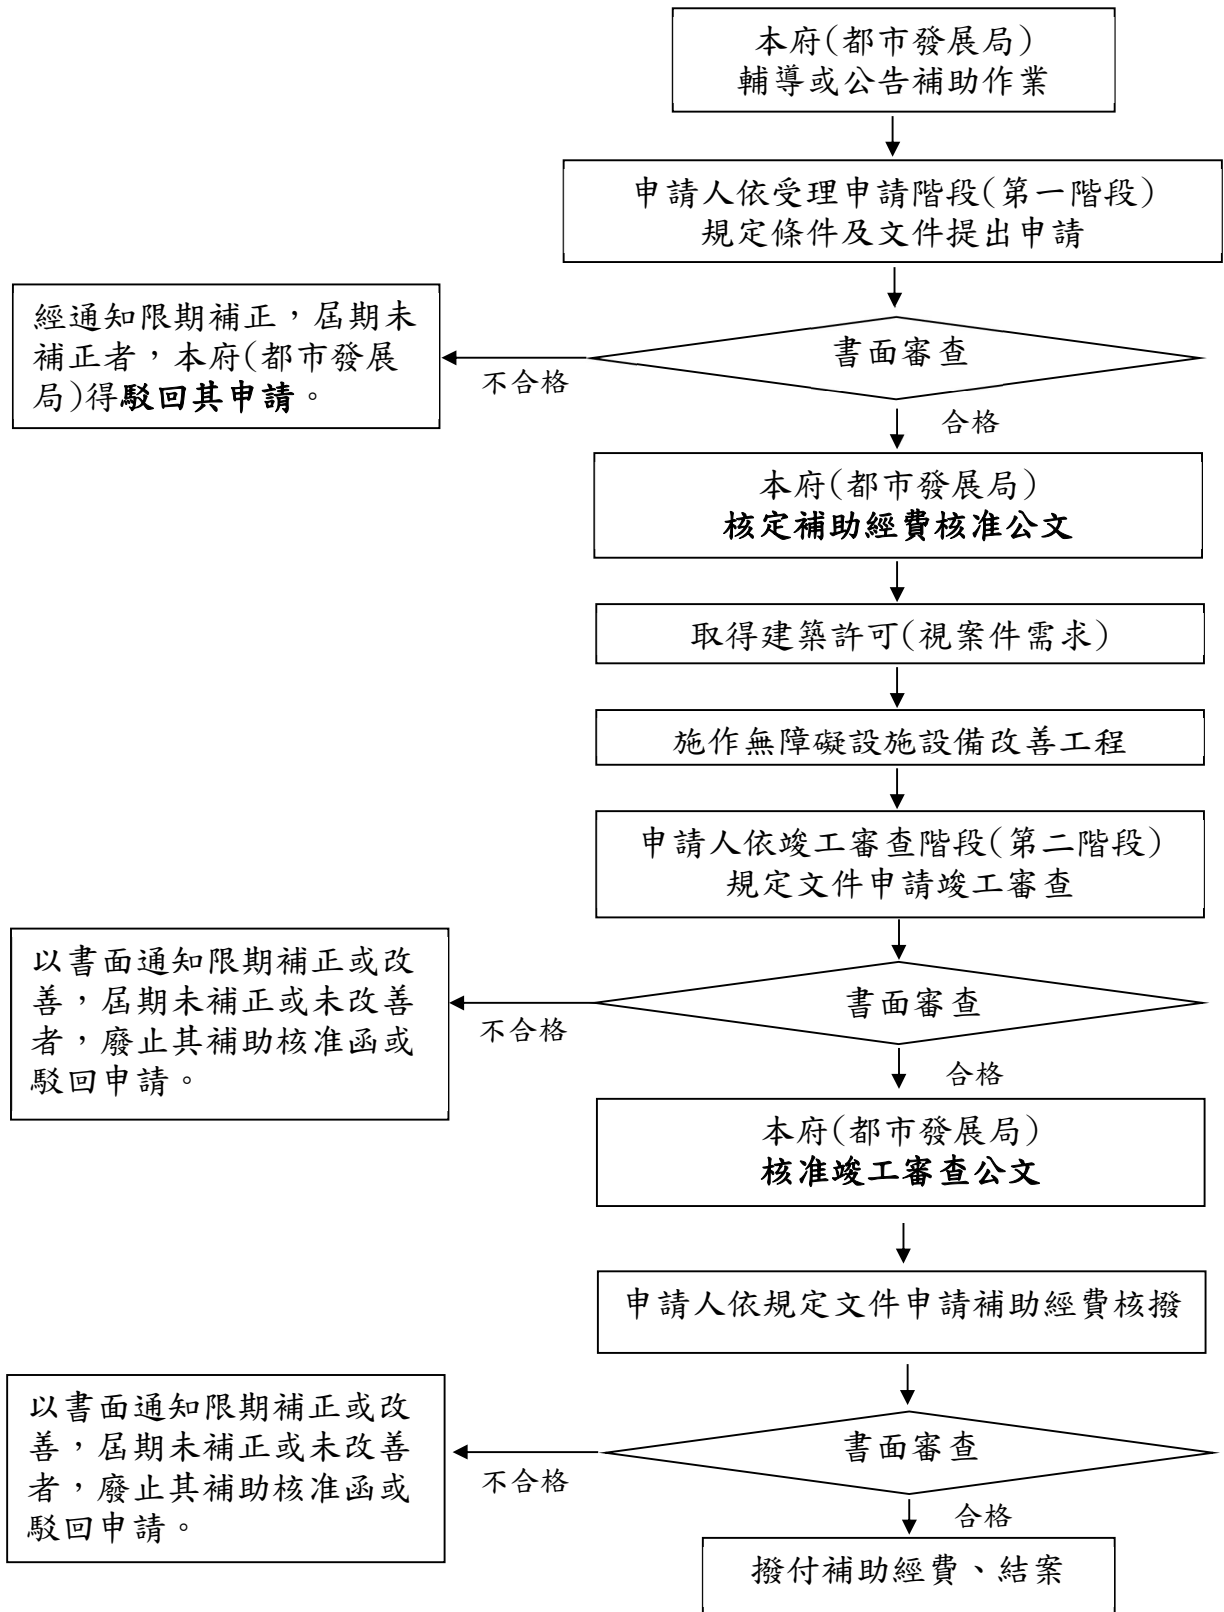 本府(都市發展局)
輔導或公告補助作業
申請人依受理申請階段(第一階段)
規定條件及文件提出申請
書面審查
不合格
經通知限期補正，屆期未
補正者，本府(都市發展
局)得駁回其申請。
合格
本府(都市發展局)
核定補助經費核准公文
取得建築許可(視案件需求)
施作無障礙設施設備改善工程
申請人依竣工審查階段(第二階段)
規定文件申請竣工審查
書面審查
不合格
以書面通知限期補正或改
善，屆期未補正或未改善
者，廢止其補助核准函或
駁回申請。
合格
本府(都市發展局)
核准竣工審查公文
申請人依規定文件申請補助經費核撥
書面審查
不合格
以書面通知限期補正或改
善，屆期未補正或未改善
者，廢止其補助核准函或
駁回申請。
合格
撥付補助經費、結案